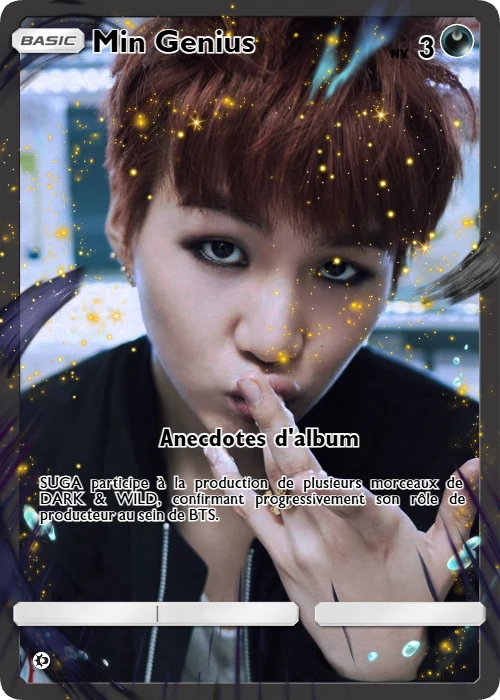 BASIC Min Genius NV 3
Anecdotes d'album
SUGA participe à la production de plusieurs morceaux de
DARK & WILD, confirmant progressivement son rôle de
producteur au sein de BTS.